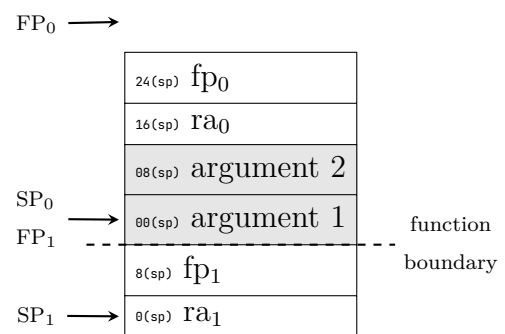 FP₀
24(sp) fp₀
16(sp) ra₀
08(sp) argument 2
SP₀
00(sp) argument 1
FP₁
function
boundary
8(sp) fp₁
SP₁
0(sp) ra₁